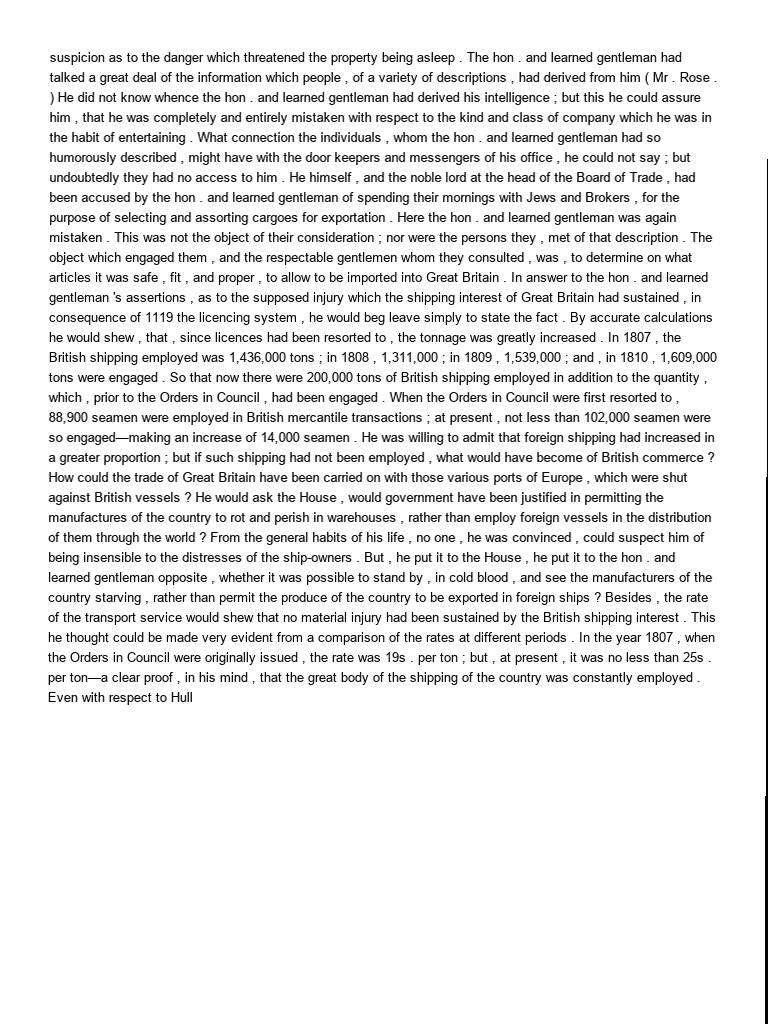 suspicion as to the danger which threatened the property being asleep . The hon . and learned gentleman had
talked a great deal of the information which people , of a variety of descriptions , had derived from him ( Mr . Rose .
) He did not know whence the hon . and learned gentleman had derived his intelligence ; but this he could assure
him , that he was completely and entirely mistaken with respect to the kind and class of company which he was in
the habit of entertaining . What connection the individuals , whom the hon . and learned gentleman had so
humorously described , might have with the door keepers and messengers of his office , he could not say ; but
undoubtedly they had no access to him . He himself , and the noble lord at the head of the Board of Trade , had
been accused by the hon . and learned gentleman of spending their mornings with Jews and Brokers , for the
purpose of selecting and assorting cargoes for exportation . Here the hon . and learned gentleman was again
mistaken . This was not the object of their consideration ; nor were the persons they , met of that description . The
object which engaged them , and the respectable gentlemen whom they consulted , was , to determine on what
articles it was safe , fit , and proper , to allow to be imported into Great Britain . In answer to the hon . and learned
gentleman 's assertions , as to the supposed injury which the shipping interest of Great Britain had sustained , in
consequence of 1119 the licencing system , he would beg leave simply to state the fact . By accurate calculations
he would shew , that , since licences had been resorted to , the tonnage was greatly increased . In 1807 , the
British shipping employed was 1,436,000 tons ; in 1808 , 1,311,000 ; in 1809 , 1,539,000 ; and , in 1810 , 1,609,000
tons were engaged . So that now there were 200,000 tons of British shipping employed in addition to the quantity ,
which , prior to the Orders in Council , had been engaged . When the Orders in Council were first resorted to ,
88,900 seamen were employed in British mercantile transactions ; at present , not less than 102,000 seamen were
so engaged—making an increase of 14,000 seamen . He was willing to admit that foreign shipping had increased in
a greater proportion ; but if such shipping had not been employed , what would have become of British commerce ?
How could the trade of Great Britain have been carried on with those various ports of Europe , which were shut
against British vessels ? He would ask the House , would government have been justified in permitting the
manufactures of the country to rot and perish in warehouses , rather than employ foreign vessels in the distribution
of them through the world ? From the general habits of his life , no one , he was convinced , could suspect him of
being insensible to the distresses of the ship-owners . But , he put it to the House , he put it to the hon . and
learned gentleman opposite , whether it was possible to stand by , in cold blood , and see the manufacturers of the
country starving , rather than permit the produce of the country to be exported in foreign ships ? Besides , the rate
of the transport service would shew that no material injury had been sustained by the British shipping interest . This
he thought could be made very evident from a comparison of the rates at different periods . In the year 1807 , when
the Orders in Council were originally issued , the rate was 19s . per ton ; but , at present , it was no less than 25s .
per ton—a clear proof , in his mind , that the great body of the shipping of the country was constantly employed .
Even with respect to Hull